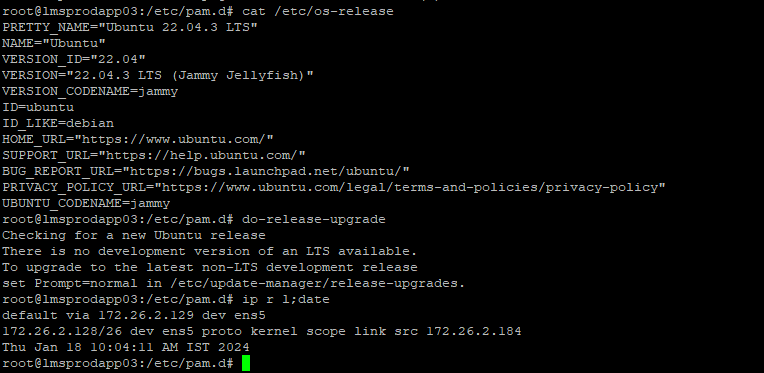 root@lmsprodapp03:/etc/pam.d# cat /etc/os-release
PRETTY_NAME="Ubuntu 22.04.3 LTS"
NAME="Ubuntu"
VERSION_ID="22.04"
VERSION="22.04.3 LTS (Jammy Jellyfish)"
VERSION_CODENAME=jammy
ID=ubuntu
ID_LIKE=debian
HOME_URL="https://www.ubuntu.com/"
SUPPORT_URL="https://help.ubuntu.com/"
BUG_REPORT_URL="https://bugs.launchpad.net/ubuntu/"
PRIVACY_POLICY_URL="https://www.ubuntu.com/legal/terms-and-policies/privacy-policy"
UBUNTU_CODENAME=jammy
root@lmsprodapp03:/etc/pam.d# do-release-upgrade
Checking for a new Ubuntu release
There is no development version of an LTS available.
To upgrade to the latest non-LTS development release
set Prompt=normal in /etc/update-manager/release-upgrades.
root@lmsprodapp03:/etc/pam.d# ip r l;date
default via 172.26.2.129 dev ens5
172.26.2.128/26 dev ens5 proto kernel scope link src 172.26.2.184
Thu Jan 18 10:04:11 AM IST 2024
root@lmsprodapp03:/etc/pam.d#